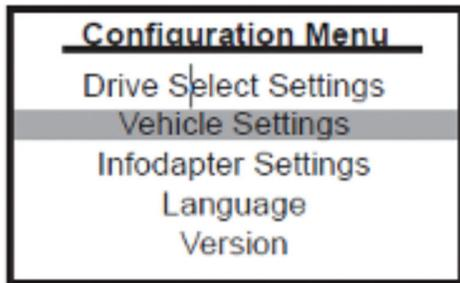 Configuration Menu
Drive Select Settings
Vehicle Settings
Infodapter Settings
Language
Version